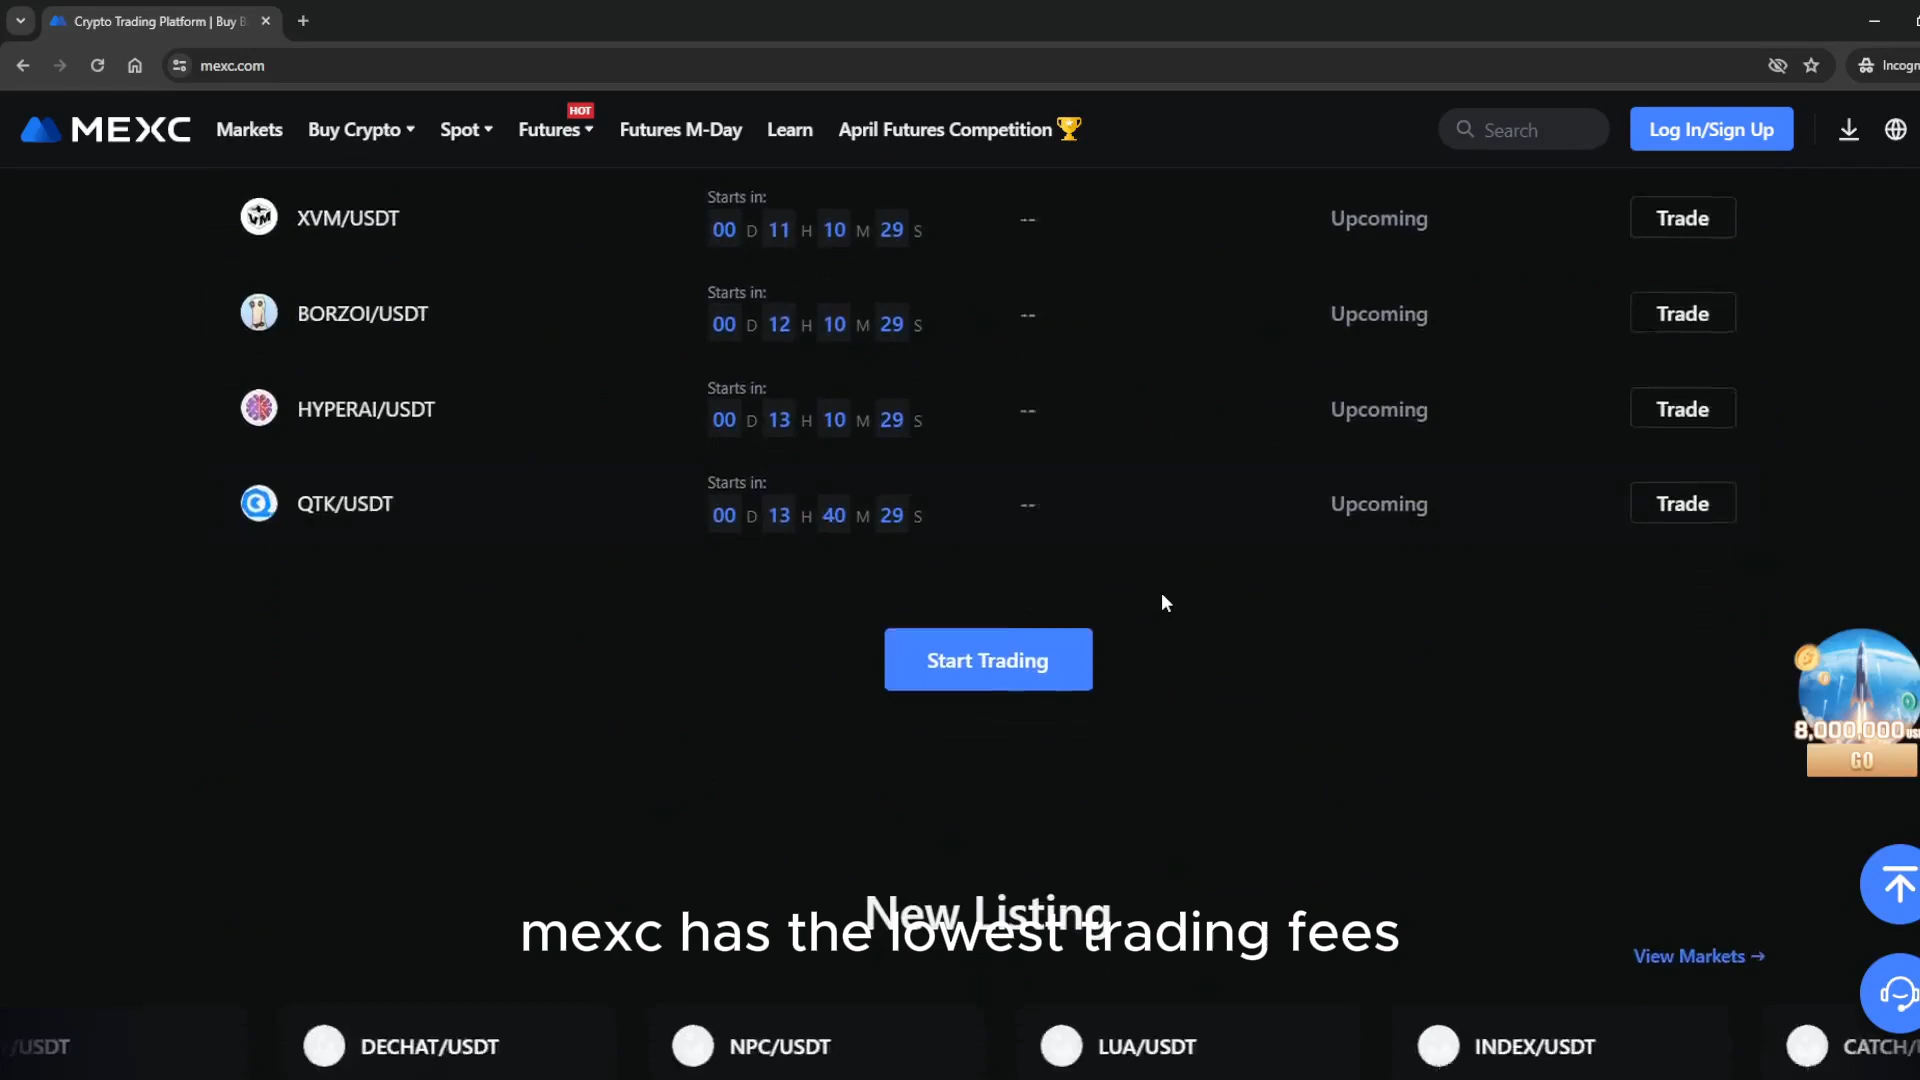 Crypto Trading Platform | Buy B
mexc.com
Incogn
MEXC
Markets
Buy Crypto
Spot
Futures
HOT
Futures M-Day
Learn
April Futures Competition
Search
Log In/Sign Up
XVM/USDT
Starts in:
00 D 11 H 10 M 29 S
--
Upcoming
Trade
BORZOI/USDT
Starts in:
00 D 12 H 10 M 29 S
--
Upcoming
Trade
HYPERAI/USDT
Starts in:
00 D 13 H 10 M 29 S
--
Upcoming
Trade
QTK/USDT
Starts in:
00 D 13 H 40 M 29 S
--
Upcoming
Trade
Start Trading
8,000,000 US
GO
New Listing
mexc has the lowest trading fees
View Markets →
/USDT
DECHAT/USDT
NPC/USDT
LUA/USDT
INDEX/USDT
CATCH/U